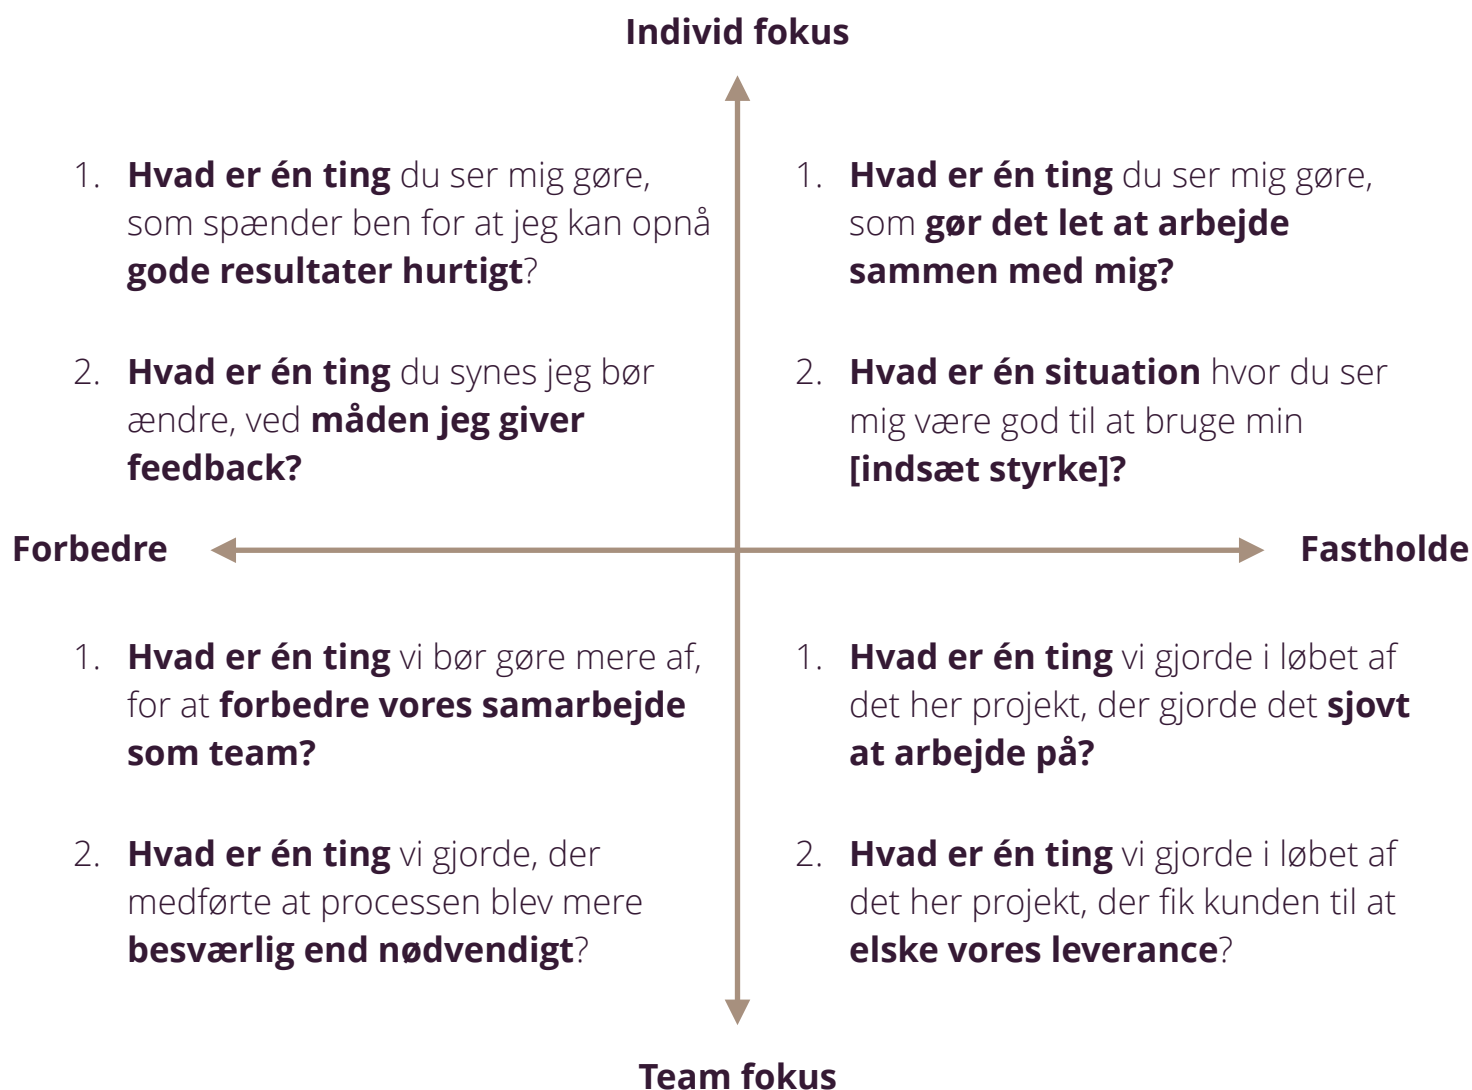 Individ fokus
1. Hvad er én ting du ser mig gøre,
som spænder ben for at jeg kan opnå
gode resultater hurtigt?
2. Hvad er én ting du synes jeg bør
ændre, ved måden jeg giver
feedback?
1. Hvad er én ting du ser mig gøre,
som gør det let at arbejde
sammen med mig?
2. Hvad er én situation hvor du ser
mig være god til at bruge min
[indsæt styrke]?
Forbedre
Fastholde
1. Hvad er én ting vi bør gøre mere af,
for at forbedre vores samarbejde
som team?
2. Hvad er én ting vi gjorde, der
medførte at processen blev mere
besværlig end nødvendigt?
1. Hvad er én ting vi gjorde i løbet af
det her projekt, der gjorde det sjovt
at arbejde på?
2. Hvad er én ting vi gjorde i løbet af
det her projekt, der fik kunden til at
elske vores leverance?
Team fokus